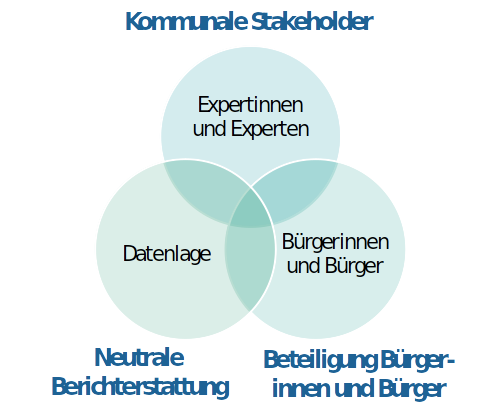 Kommunale Stakeholder
Expertinnen
und Experten
Datenlage
Bürgerinnen
und Bürger
Neutrale
Berichterstattung
Beteiligung Bürger-
innen und Bürger